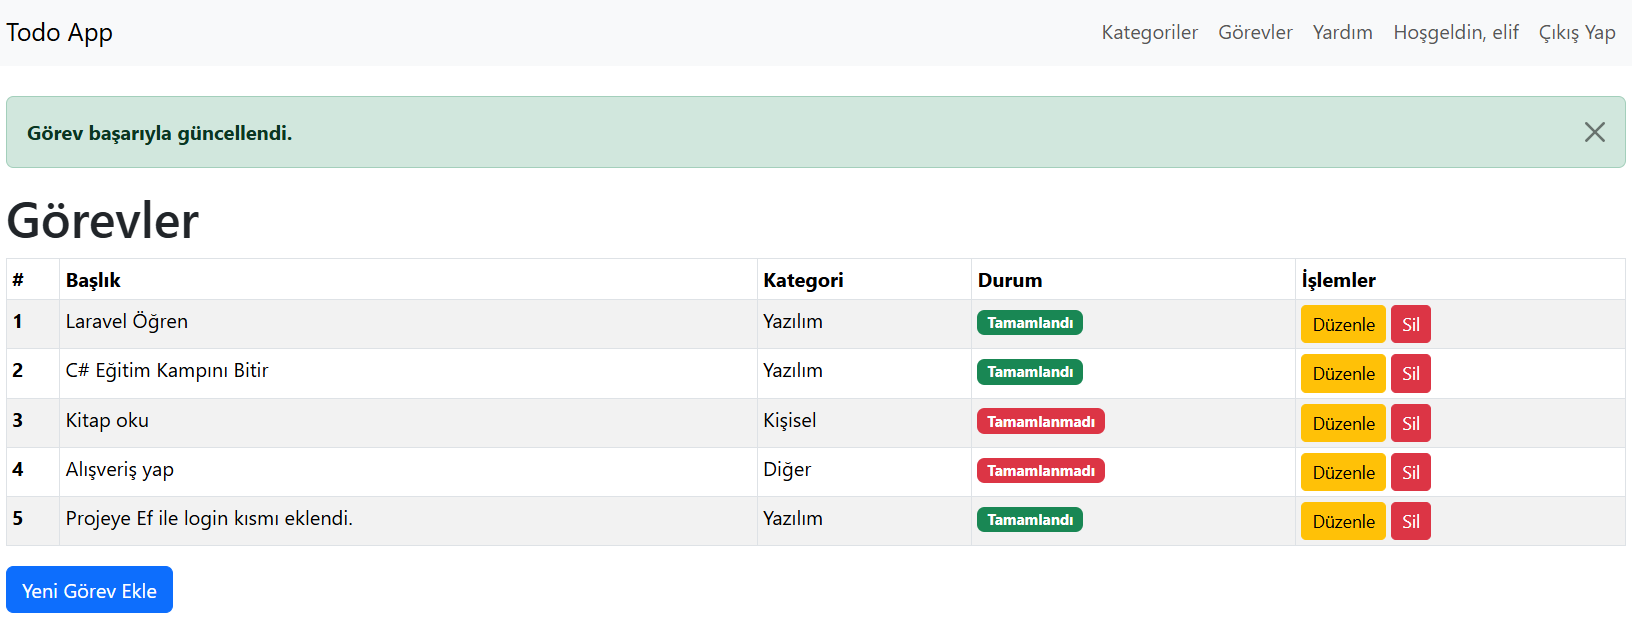 Todo App Kategoriler Görevler Yardım Hoşgeldin, elif Çıkış Yap
Görev başarıyla güncellendi.
Görevler
# Başlık Kategori Durum İşlemler
1 Laravel Öğren Yazılım Tamamlandı Düzenle Sil
2 C# Eğitim Kampını Bitir Yazılım Tamamlandı Düzenle Sil
3 Kitap oku Kişisel Tamamlanmadı Düzenle Sil
4 Alışveriş yap Diğer Tamamlanmadı Düzenle Sil
5 Projeye Ef ile login kısmı eklendi. Yazılım Tamamlandı Düzenle Sil
Yeni Görev Ekle